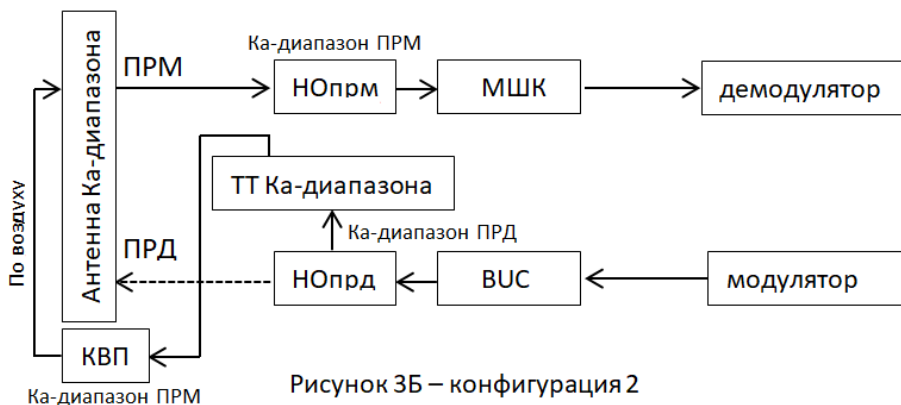 Ка-диапазон ПРМ
ПРМ
НОпрм
МШК
демодулятор
Антенна Ка-диапазона
По воздуху
ТТ Ка-диапазона
Ка-диапазон ПРД
ПРД
НОпрд
BUC
модулятор
КВП
Ка-диапазон ПРМ
Рисунок 3Б – конфигурация 2